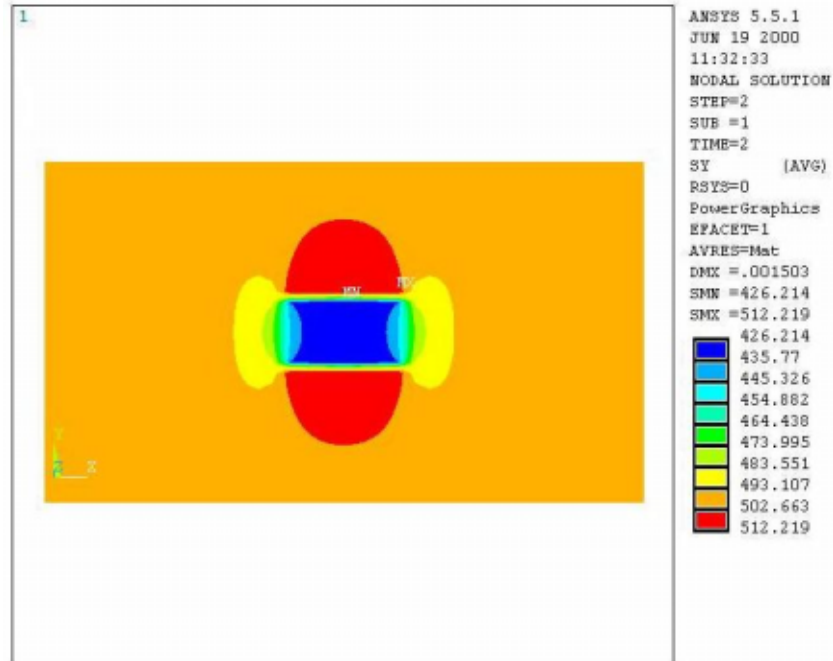 1
ANSYS 5.5.1
JUN 19 2000
11:32:33
NODAL SOLUTION
STEP=2
SUB =1
TIME=2
SY (AVG)
RSYS=0
PowerGraphics
EFACET=1
AVRES=Mat
DMX =.001503
SMN =426.214
SMX =512.219
426.214
435.77
445.326
454.882
464.438
473.995
483.551
493.107
502.663
512.219
MN
MX
Y
Z X